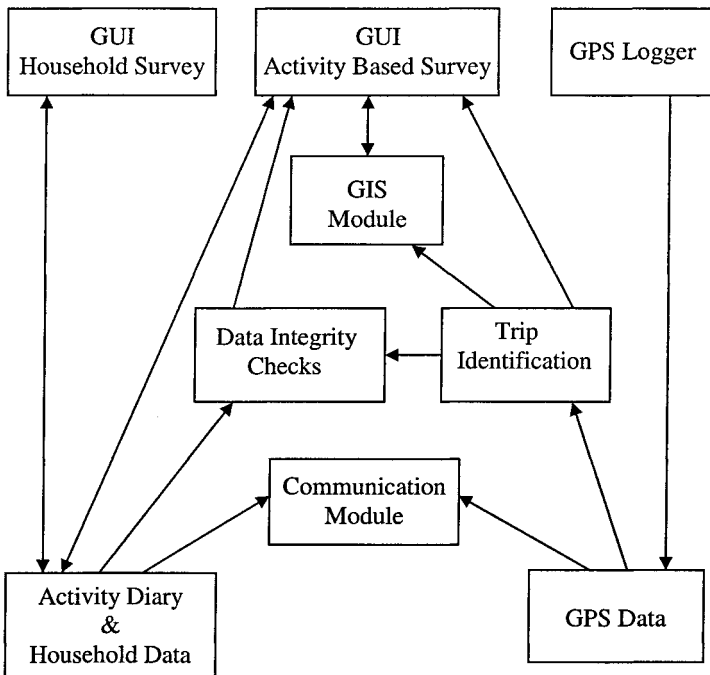 GUI
Household Survey
GUI
Activity Based Survey
GPS Logger
GIS
Module
Data Integrity
Checks
Trip
Identification
Communication
Module
Activity Diary
&
Household Data
GPS Data